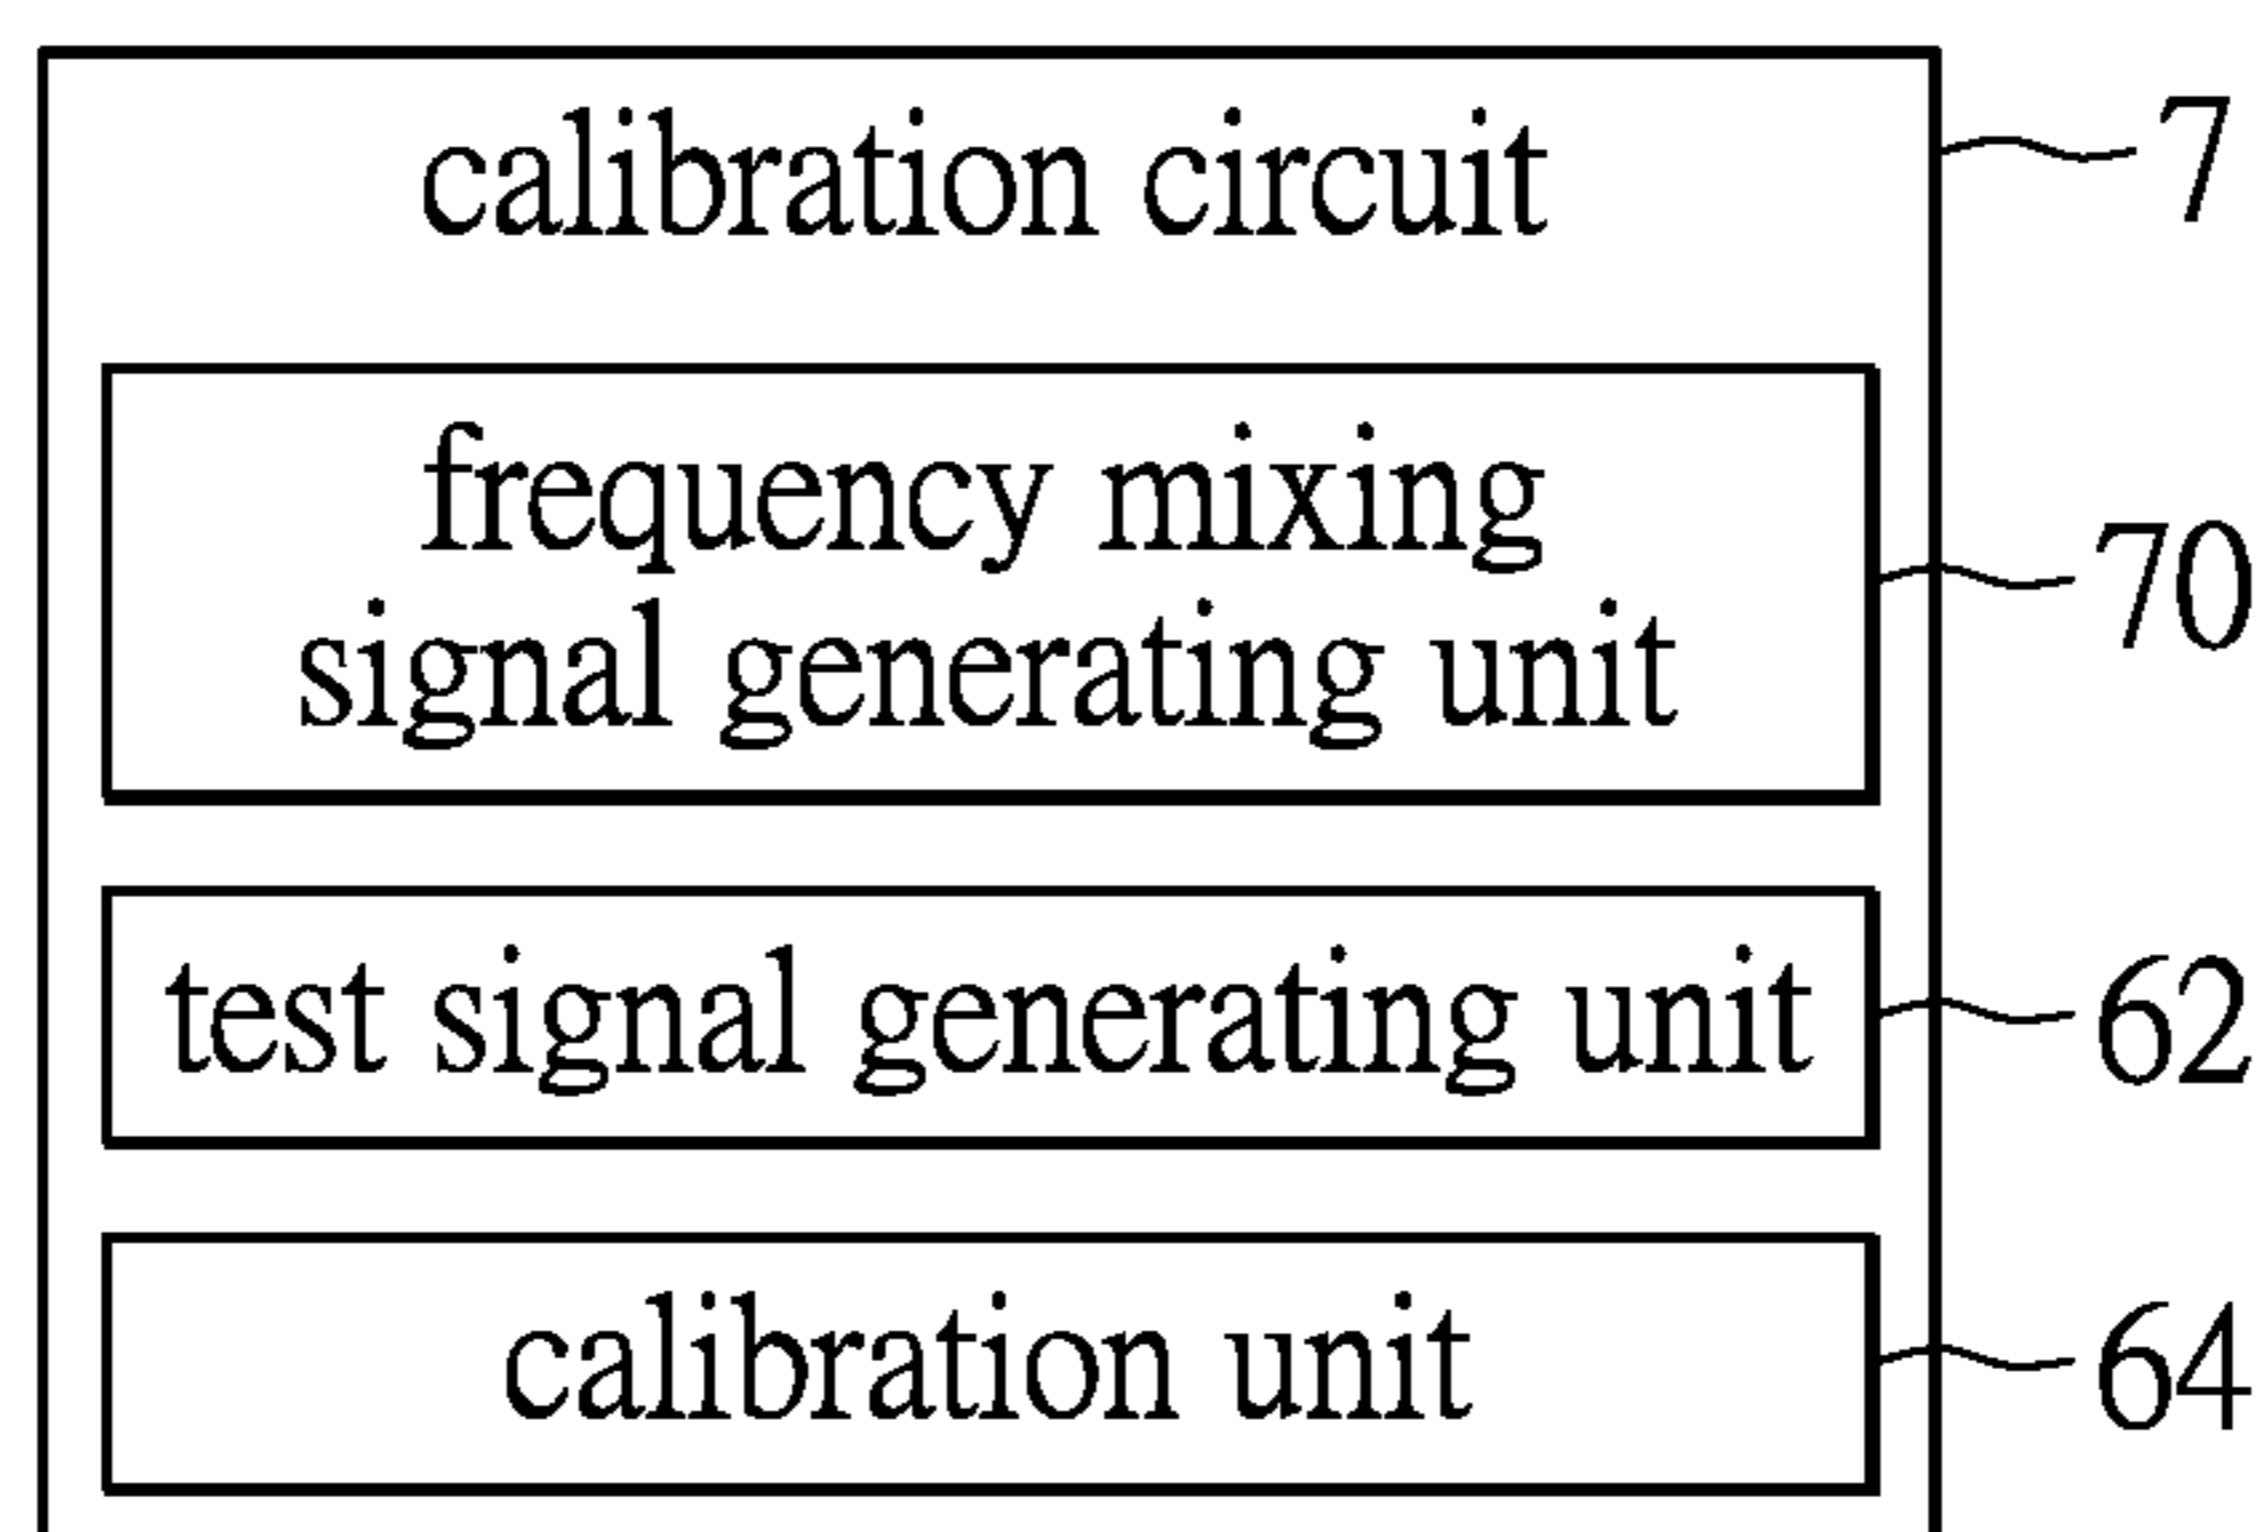 calibration circuit 7
frequency mixing
signal generating unit 70
test signal generating unit 62
calibration unit 64